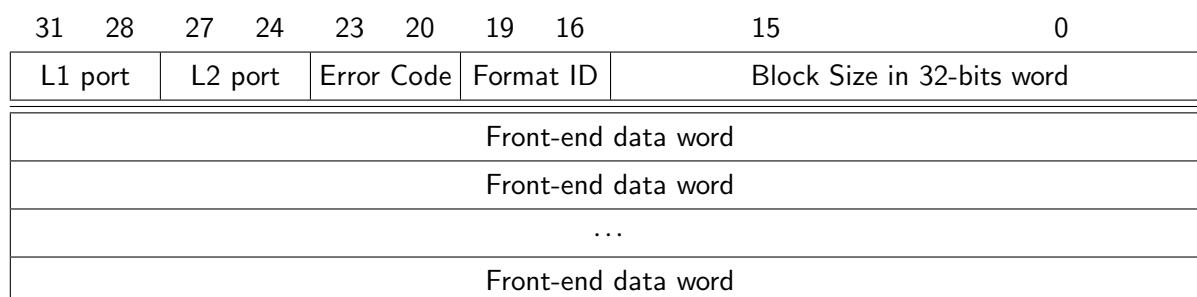 31 28 27 24 23 20 19 16 15 0
L1 port L2 port Error Code Format ID Block Size in 32-bits word
Front-end data word
Front-end data word
...
Front-end data word